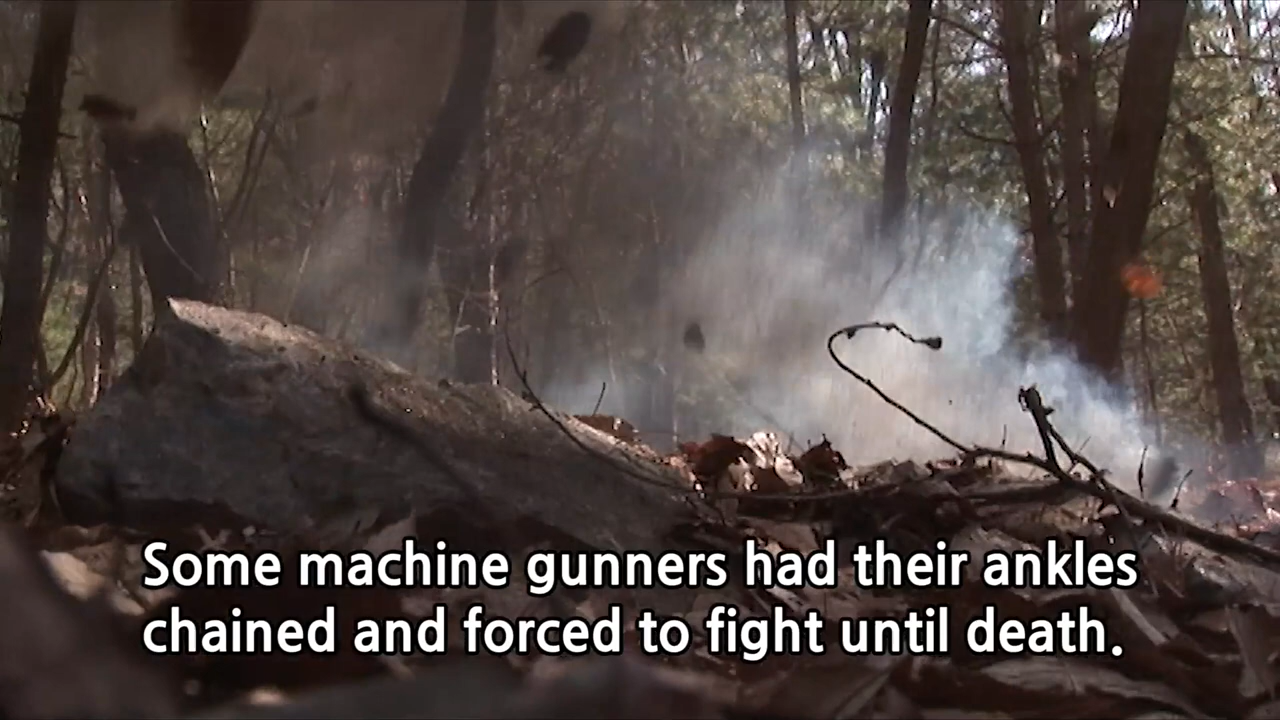 Some machine gunners had their ankles
chained and forced to fight until death.